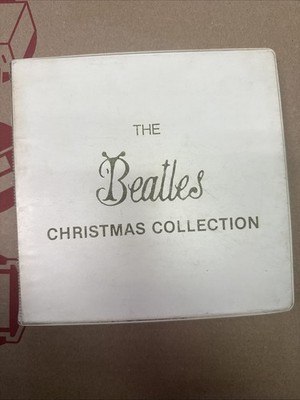 THE
Beatles
CHRISTMAS COLLECTION